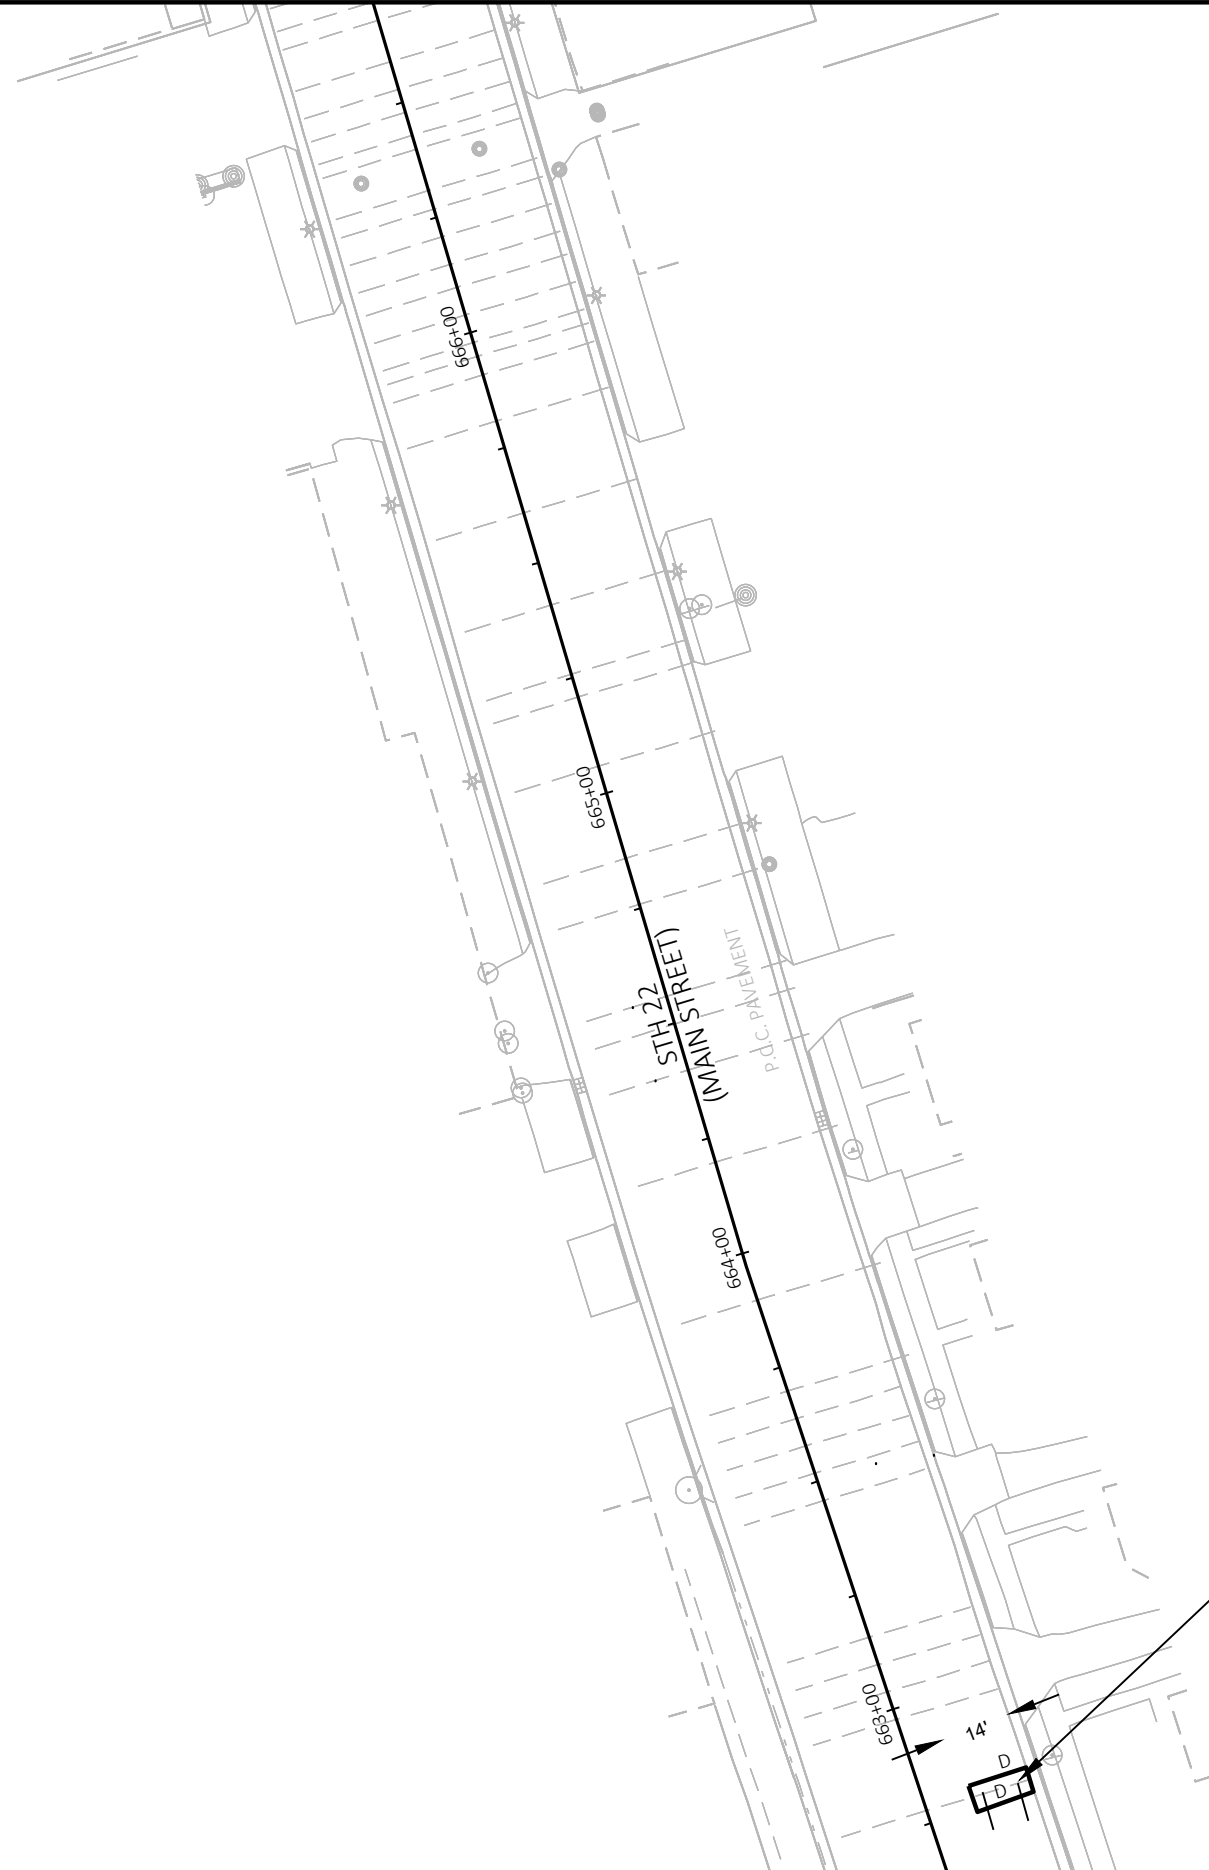 666+00
665+00
STH 22
(MAIN STREET)
P.C.C. PAVEMENT
664+00
663+00
14'
D
D